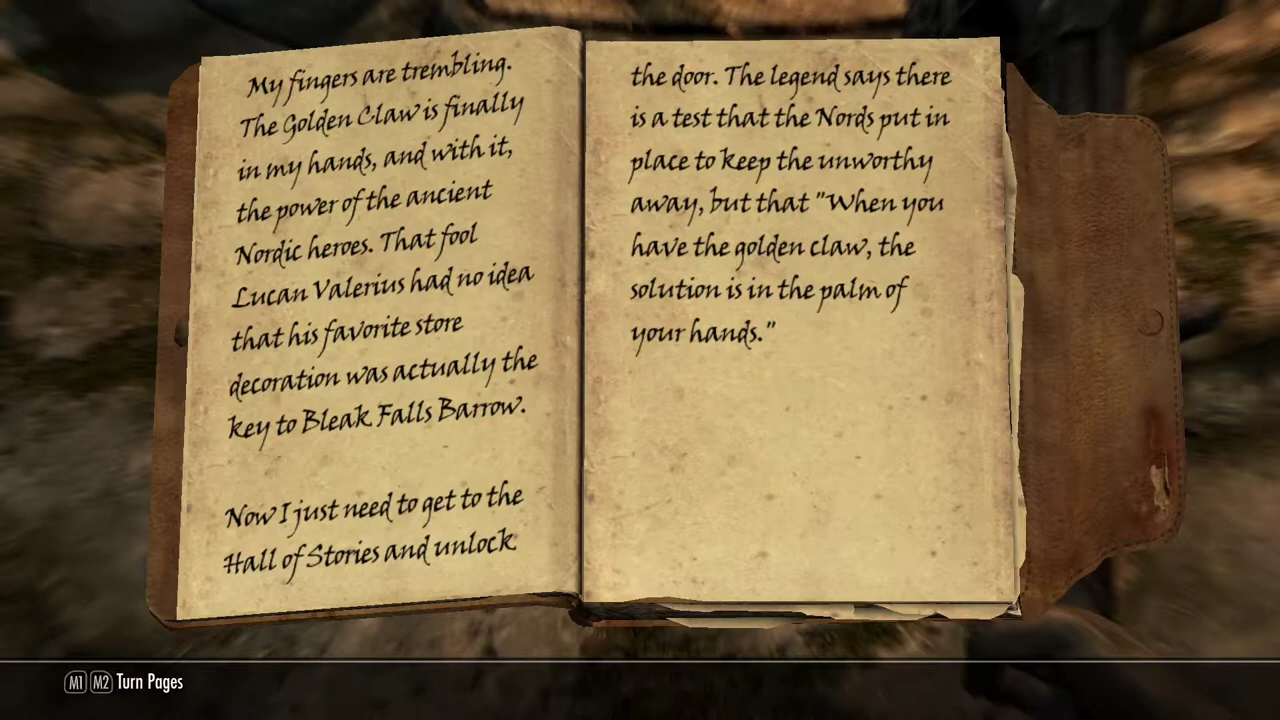 My fingers are trembling.
The Golden Claw is finally
in my hands, and with it,
the power of the ancient
Nordic heroes. That fool
Lucan Valerius had no idea
that his favorite store
decoration was actually the
key to Bleak Falls Barrow.
Now I just need to get to the
Hall of Stories and unlock
the door. The legend says there
is a test that the Nords put in
place to keep the unworthy
away, but that "When you
have the golden claw, the
solution is in the palm of
your hands."
M1 M2 Turn Pages